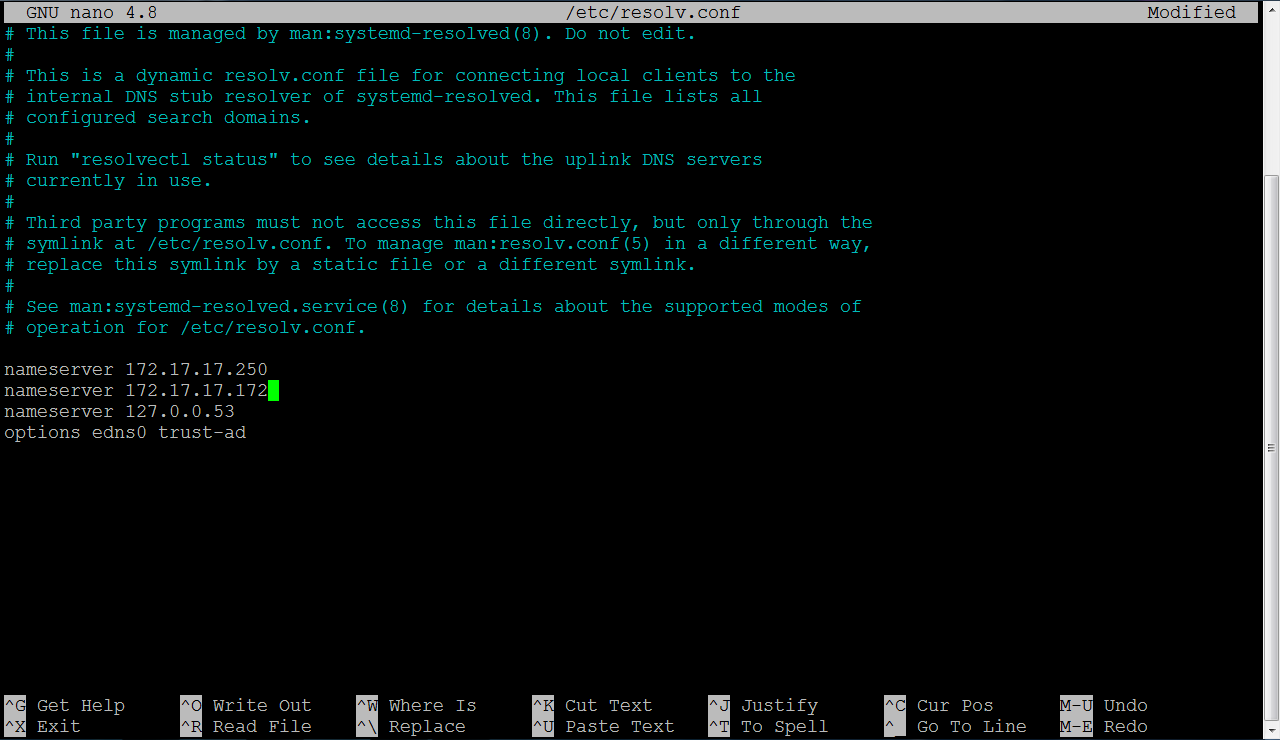 GNU nano 4.8 /etc/resolv.conf Modified
# This file is managed by man:systemd-resolved(8). Do not edit.
#
# This is a dynamic resolv.conf file for connecting local clients to the
# internal DNS stub resolver of systemd-resolved. This file lists all
# configured search domains.
#
# Run "resolvectl status" to see details about the uplink DNS servers
# currently in use.
#
# Third party programs must not access this file directly, but only through the
# symlink at /etc/resolv.conf. To manage man:resolv.conf(5) in a different way,
# replace this symlink by a static file or a different symlink.
#
# See man:systemd-resolved.service(8) for details about the supported modes of
# operation for /etc/resolv.conf.
nameserver 172.17.17.250
nameserver 172.17.17.172
nameserver 127.0.0.53
options edns0 trust-ad
^G Get Help ^O Write Out ^W Where Is ^K Cut Text ^J Justify ^C Cur Pos M-U Undo
^X Exit ^R Read File ^\ Replace ^U Paste Text ^T To Spell ^ Go To Line M-E Redo